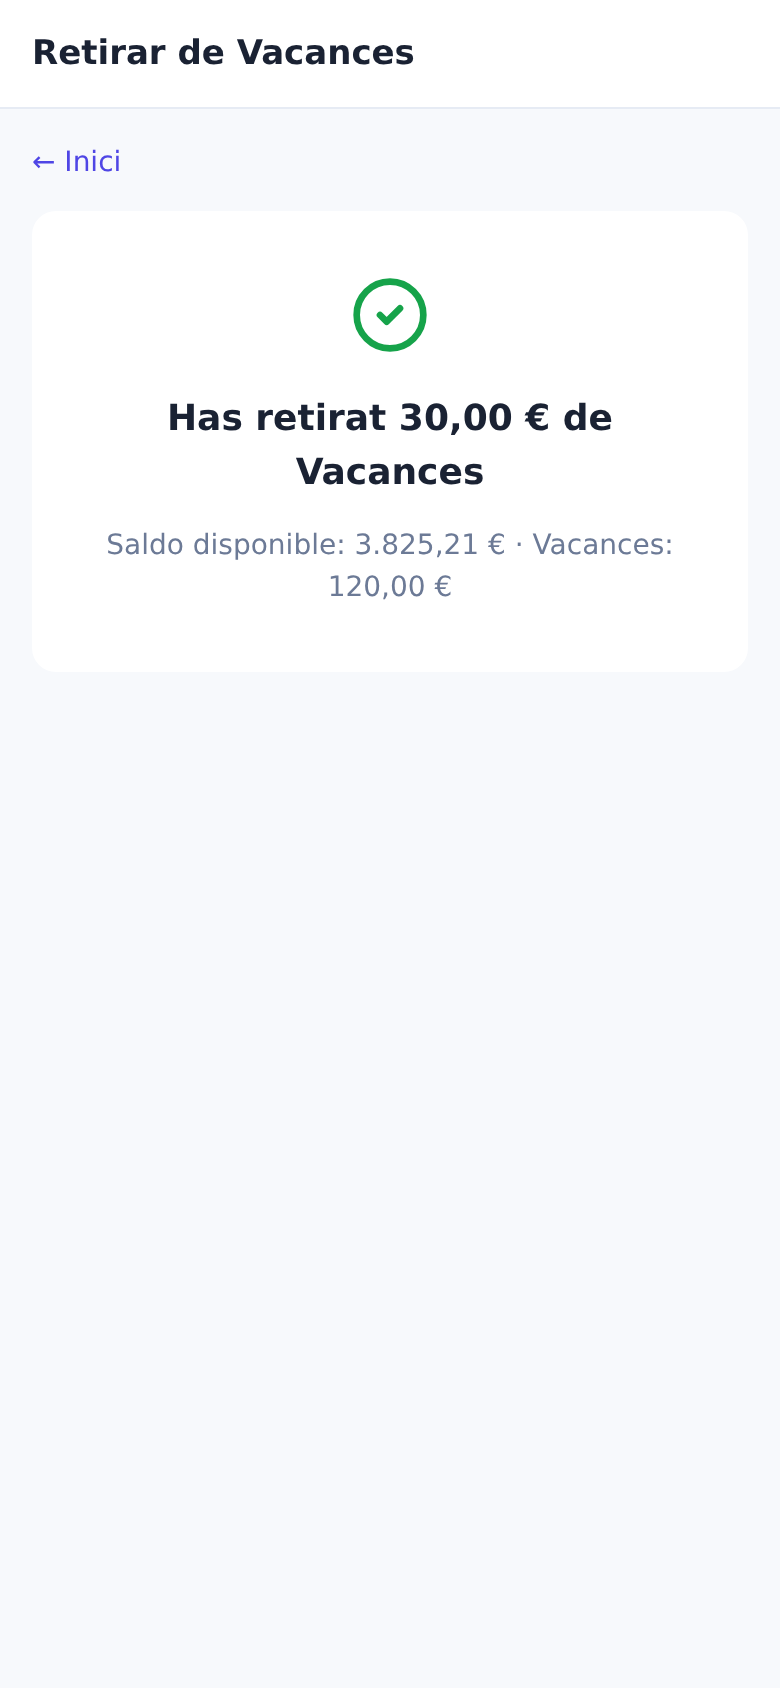 Retirar de Vacances
← Inici
Has retirat 30,00 € de
Vacances
Saldo disponible: 3.825,21 € · Vacances:
120,00 €